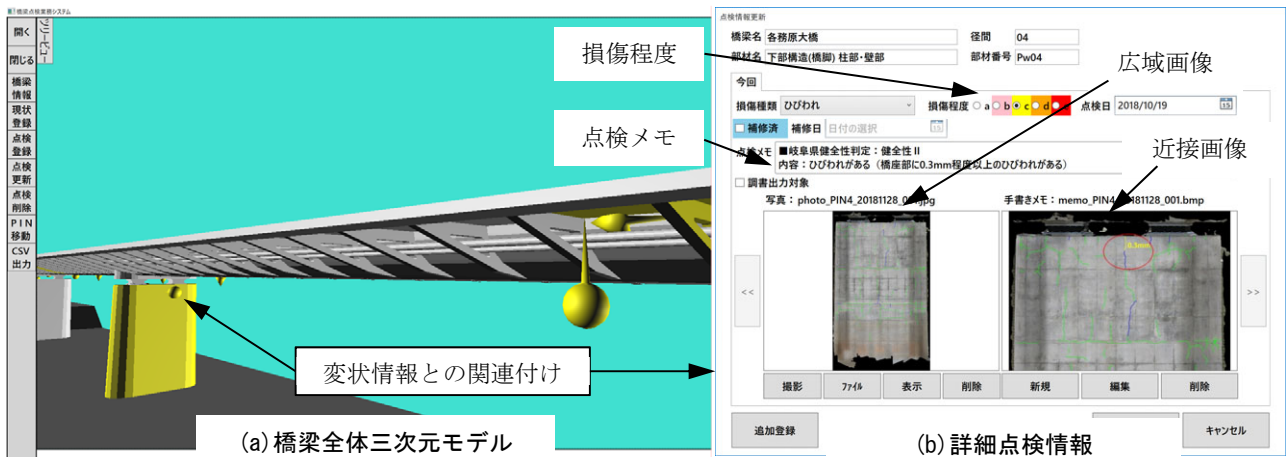 橋梁点検業務システム
開く
閉じる
橋梁
情報
現状
登録
点検
登録
点検
更新
点検
削除
PIN
移動
CSV
出力
ツリービュー
変状情報との関連付け
(a)橋梁全体三次元モデル
点検情報更新
橋梁名 各務原大橋 径間 04
部材名 下部構造(橋脚) 柱部・壁部 部材番号 Pw04
損傷程度
広域画像
今回
損傷種類 ひびわれ 損傷程度 a b c d 点検日 2018/10/19 15
補修済 補修日 日付の選択 15
点検メモ
近接画像
点検メモ ■岐阜県健全性判定：健全性Ⅱ
内容：ひびわれがある（橋座部に0.3mm程度以上のひびわれがある）
調書出力対象
写真：photo_PIN4_20181128_ jpg 手書きメモ：memo_PIN4 0181128_001.bmp
0.3mm
<< >>
撮影 ファイル 表示 削除 新規 編集 削除
追加登録 キャンセル
(b)詳細点検情報